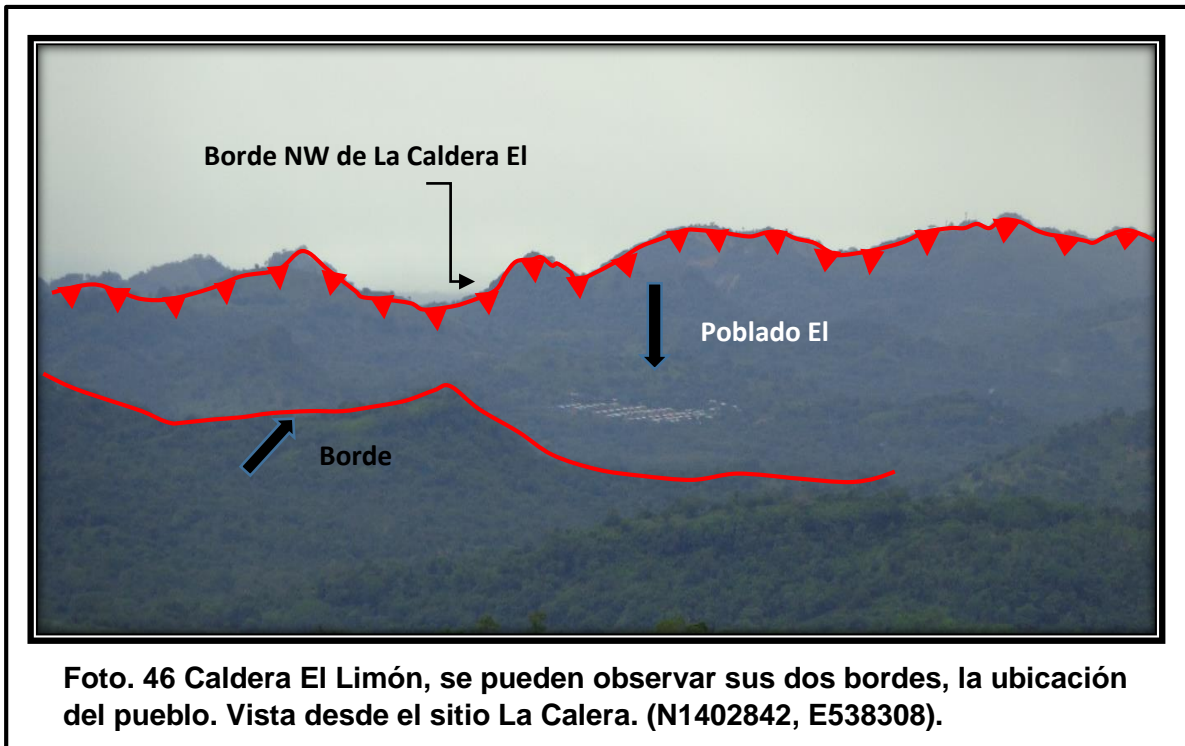 Borde NW de La Caldera El
Poblado El
Borde
Foto. 46 Caldera El Limón, se pueden observar sus dos bordes, la ubicación
del pueblo. Vista desde el sitio La Calera. (N1402842, E538308).